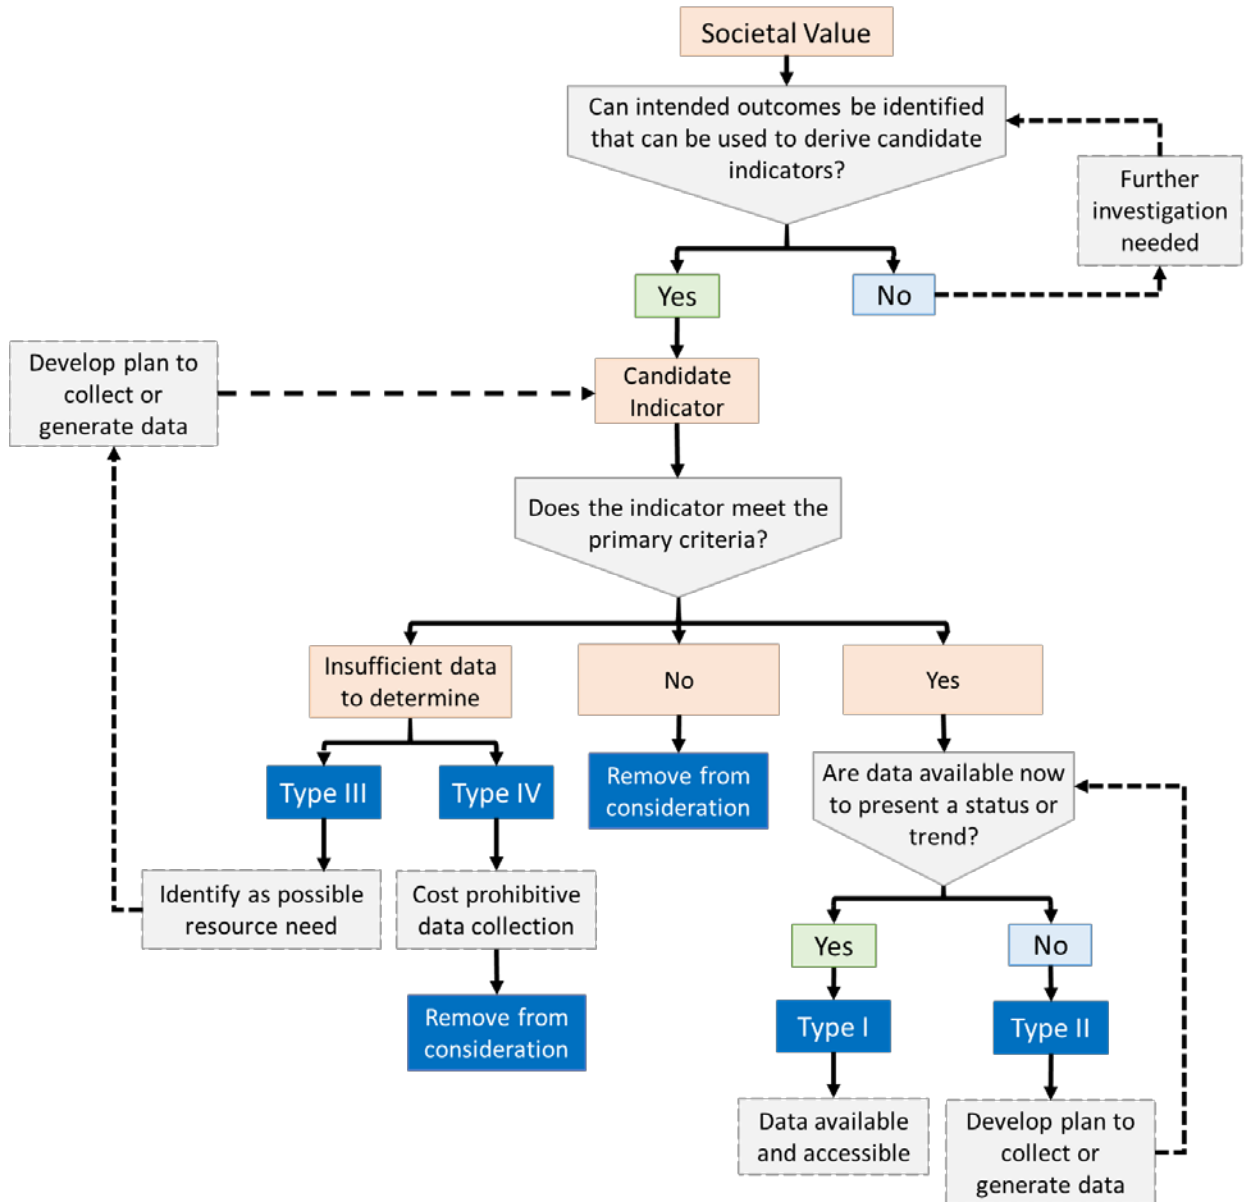 Societal Value
Can intended outcomes be identified
that can be used to derive candidate
indicators?
Further
investigation
needed
Yes
No
Develop plan to
collect or
generate data
Candidate
Indicator
Does the indicator meet the
primary criteria?
Insufficient data
to determine
No
Yes
Type III
Type IV
Remove from
consideration
Are data available now
to present a status or
trend?
Identify as possible
resource need
Cost prohibitive
data collection
Yes
No
Remove from
consideration
Type I
Type II
Data available
and accessible
Develop plan to
collect or
generate data